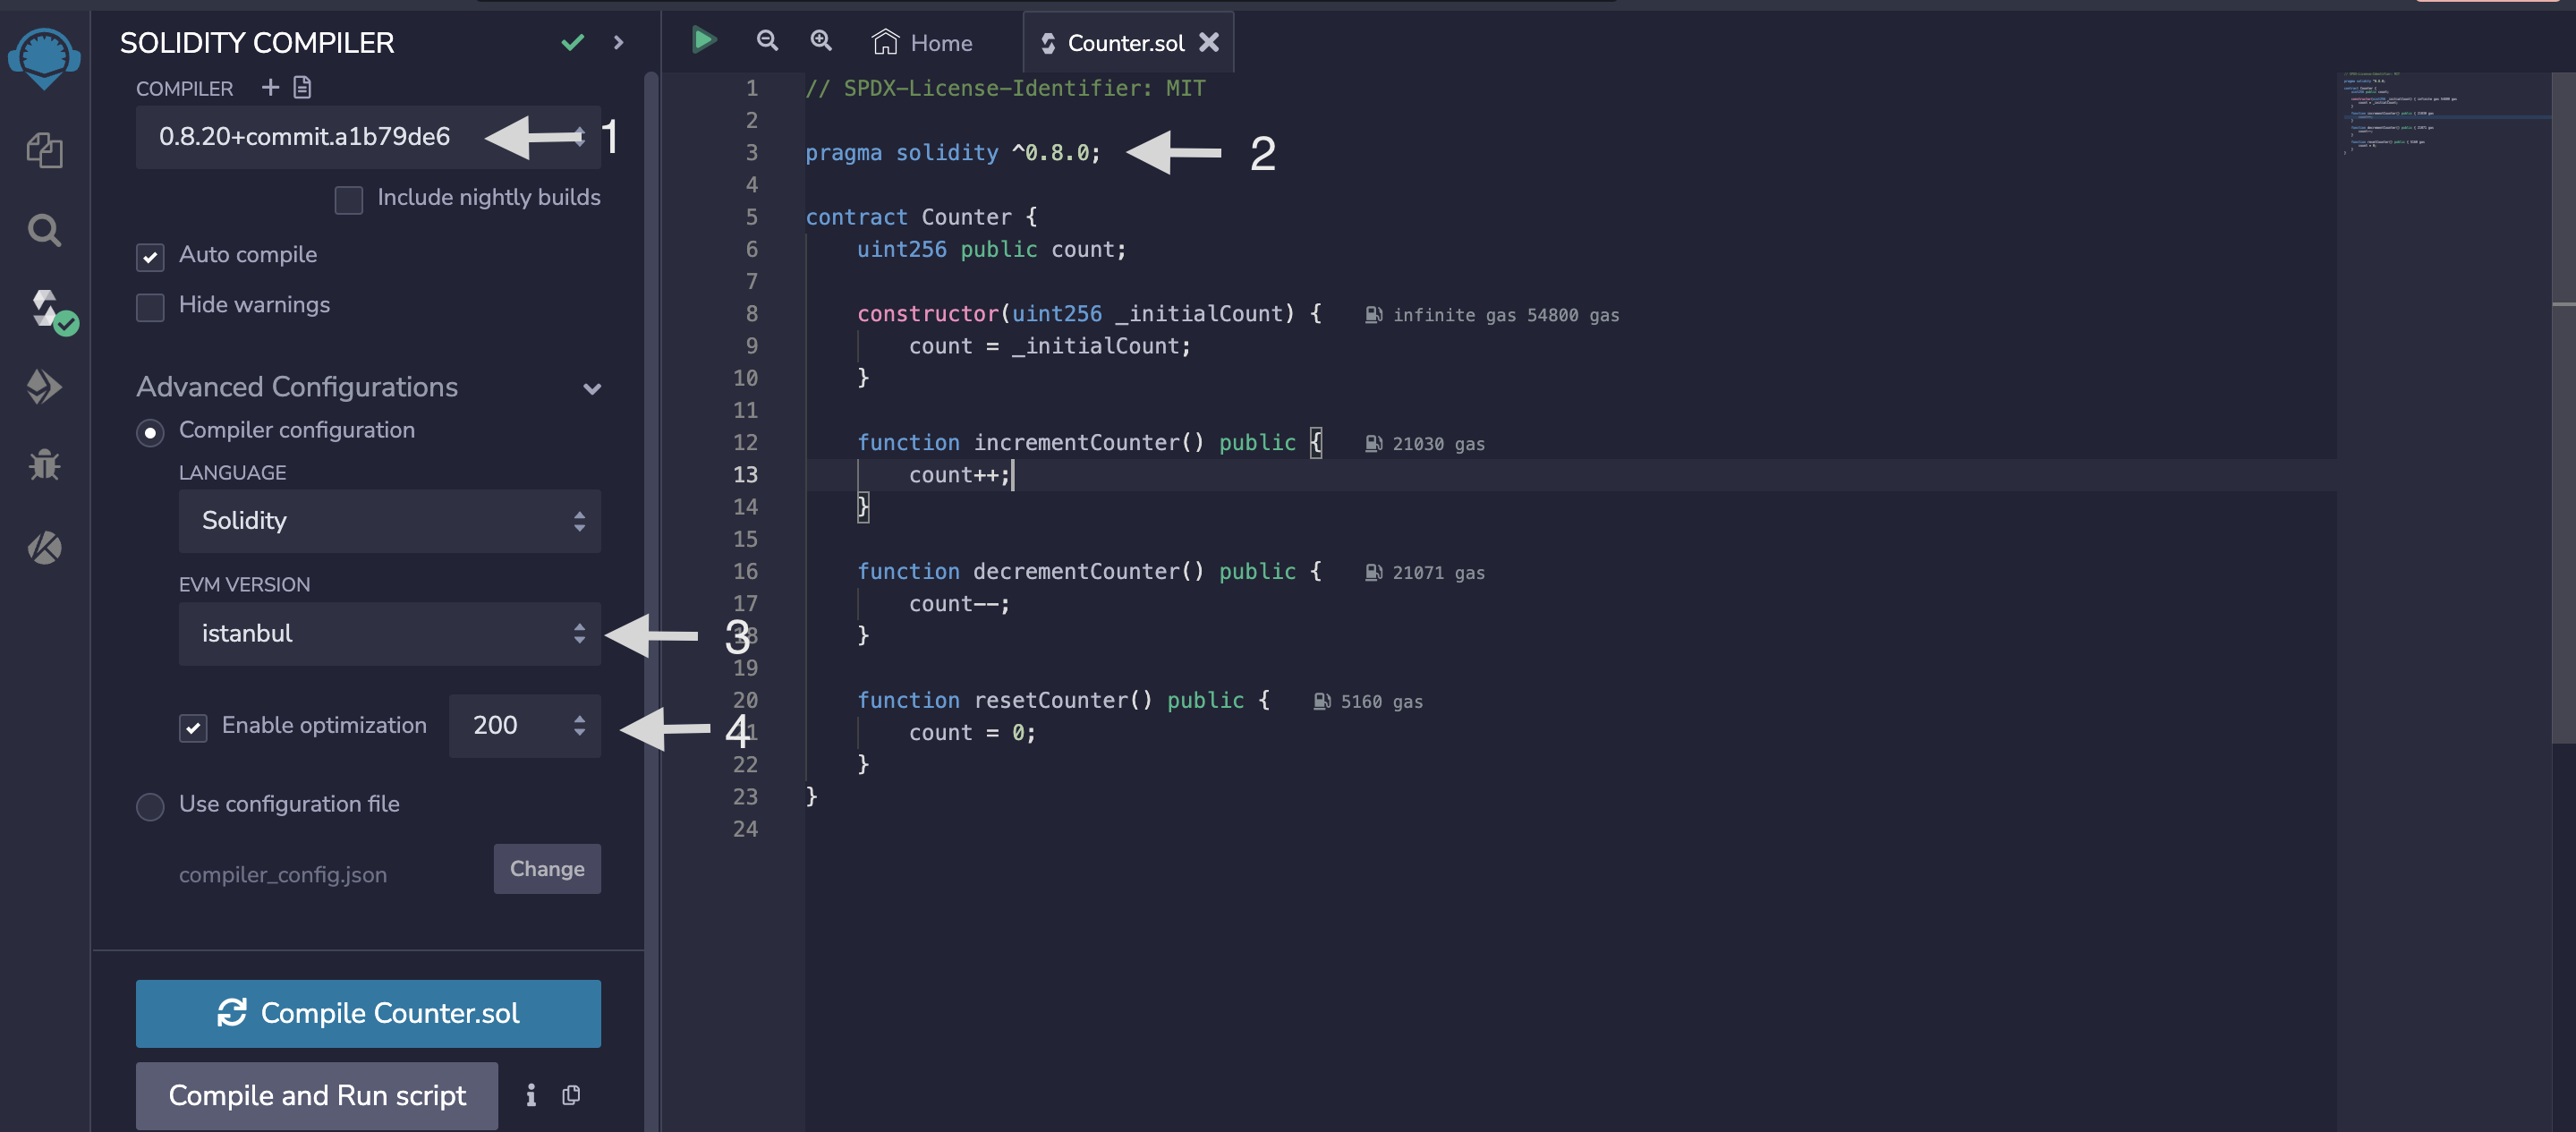 SOLIDITY COMPILER
COMPILER
0.8.20+commit.a1b79de6
1
Include nightly builds
Auto compile
Hide warnings
Advanced Configurations
Compiler configuration
LANGUAGE
Solidity
EVM VERSION
istanbul
3
Enable optimization 200
4
Use configuration file
compiler_config.json Change
Compile Counter.sol
Compile and Run script
Home Counter.sol
1 // SPDX-License-Identifier: MIT
2
3 pragma solidity ^0.8.0; 2
4
5 contract Counter {
6 uint256 public count;
7
8 constructor(uint256 _initialCount) { infinite gas 54800 gas
9 count = _initialCount;
10 }
11
12 function incrementCounter() public { 21030 gas
13 count++;
14 }
15
16 function decrementCounter() public { 21071 gas
17 count--;
18 }
19
20 function resetCounter() public { 5160 gas
21 count = 0;
22 }
23 }
24